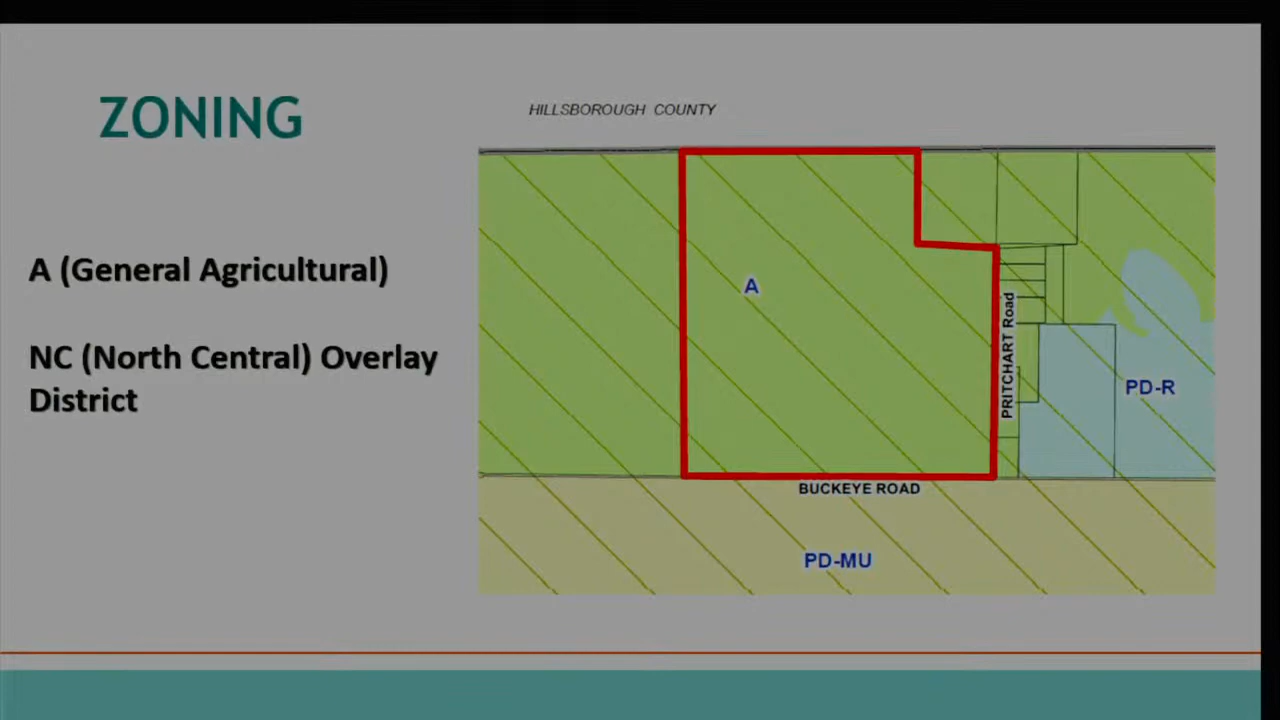 ZONING
HILLSBOROUGH COUNTY
A (General Agricultural)
NC (North Central) Overlay
District
A
PRITCHART Road
PD-R
BUCKEYE ROAD
PD-MU